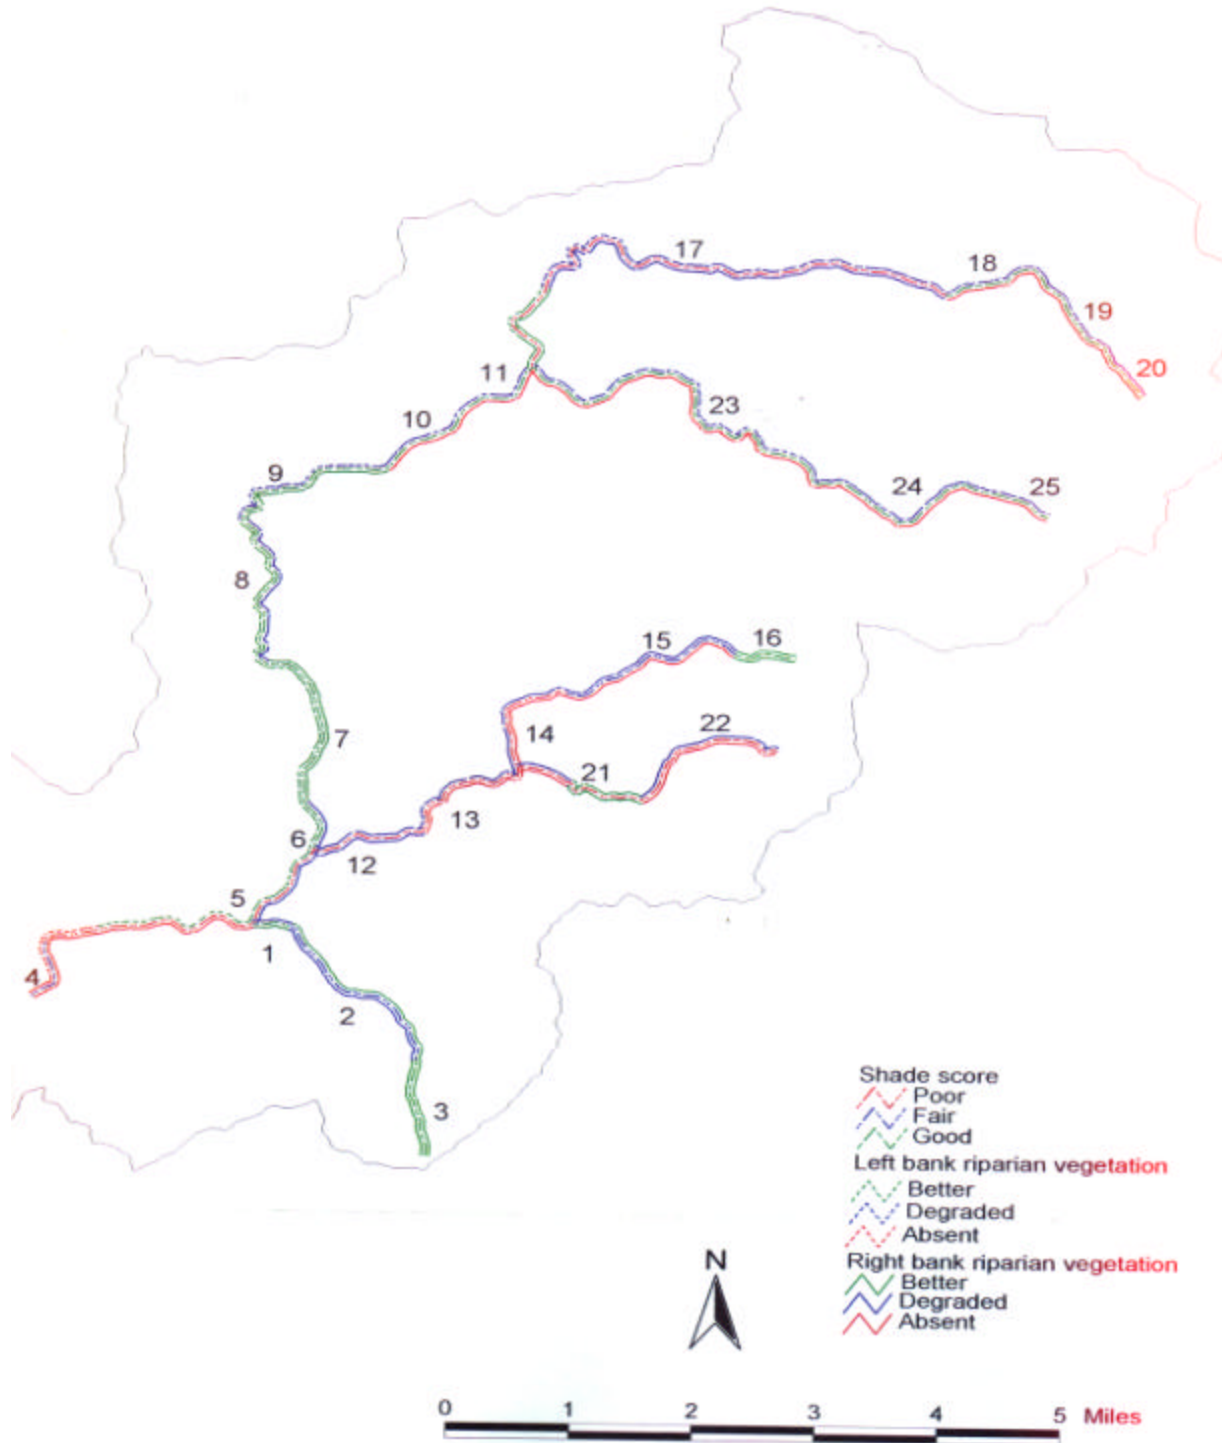 17
18
19
20
11
10
23
9
24
25
8
15
16
7
14
22
21
13
6
12
5
1
4
2
3
Shade score
Poor
Fair
Good
Left bank riparian vegetation
Better
Degraded
Absent
Right bank riparian vegetation
Better
Degraded
Absent
N
0 1 2 3 4 5 Miles